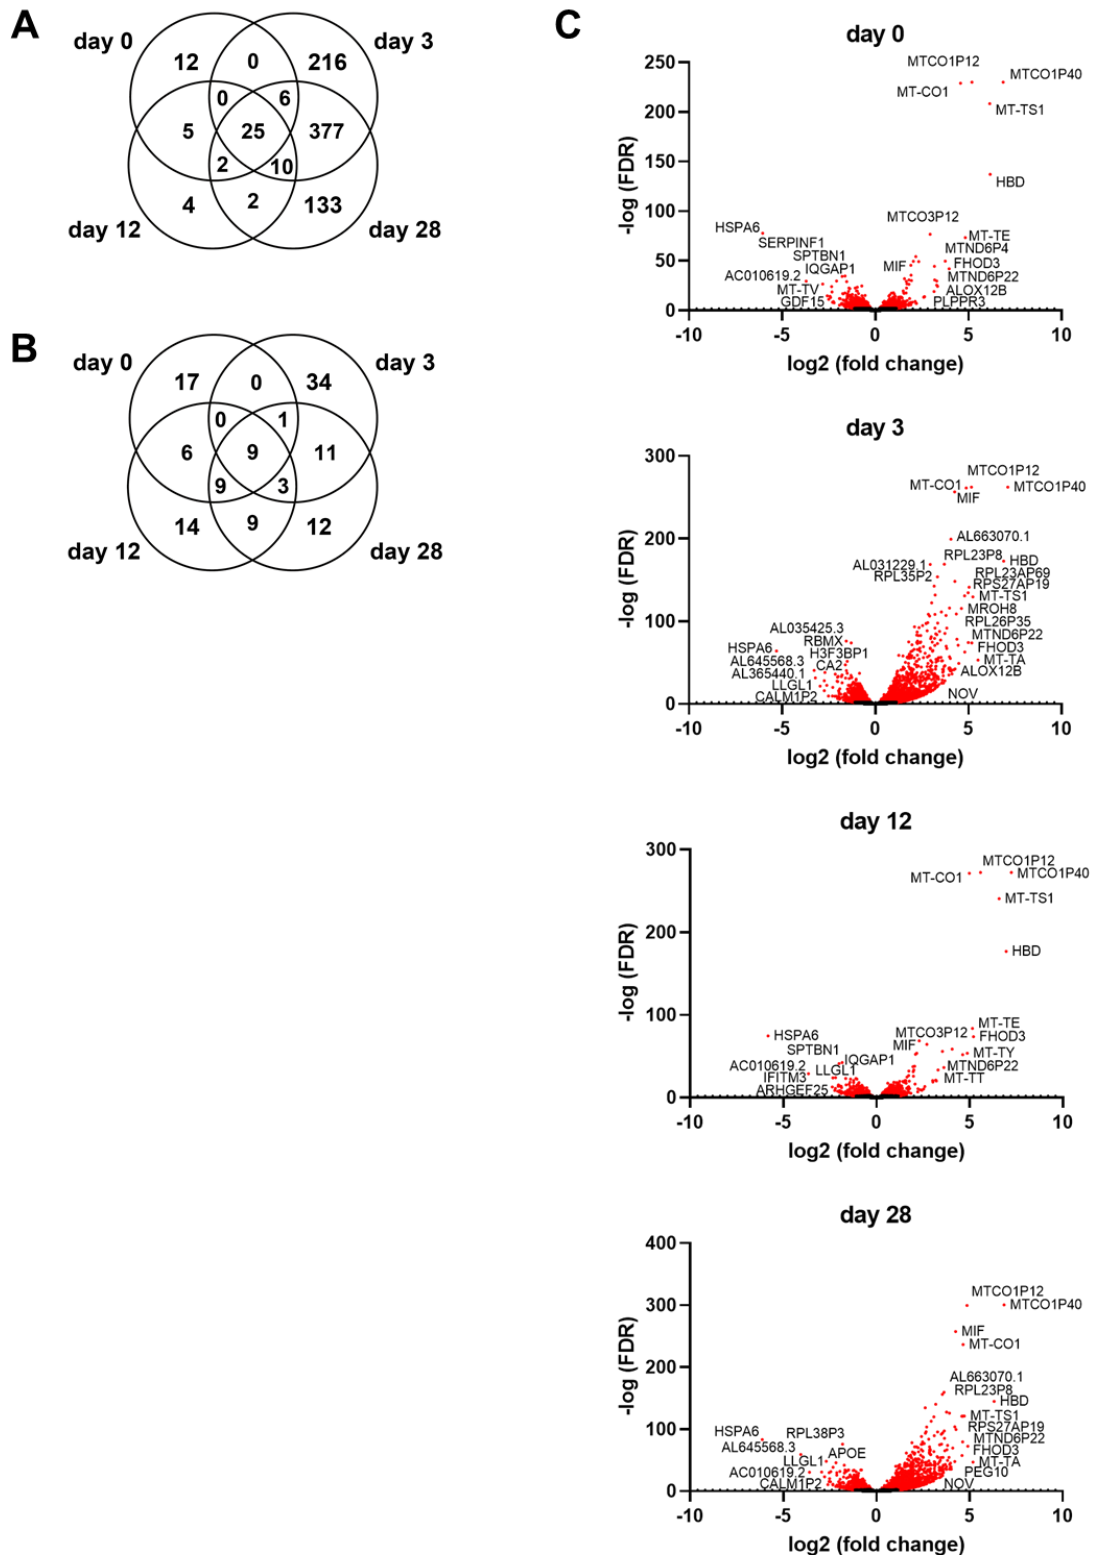 A
day 0
day 3
12
0
216
0
6
5
25
377
2
10
4
2
133
day 12
day 28
B
day 0
day 3
17
0
34
0
1
6
9
11
9
3
14
9
12
day 12
day 28
C
day 0
-log (FDR)
250
200
150
100
50
0
MTCO1P12
MTCO1P40
MT-CO1
MT-TS1
HBD
MTCO3P12
HSPA6
MT-TE
SERPINF1
MTND6P4
SPTBN1
MIF
FHOD3
IQGAP1
AC010619.2
MTND6P22
MT-TV
ALOX12B
GDF15
PLPPR3
-10
-5
0
5
10
log2 (fold change)
day 3
-log (FDR)
300
200
100
0
MTCO1P12
MT-CO1
MTCO1P40
MIF
AL663070.1
RPL23P8
HBD
AL031229.1
RPL35P2
RPL23AP69
RPS27AP19
MT-TS1
MROH8
RPL26P35
AL035425.3
RBMX
MTND6P22
HSPA6
H3F3BP1
FHOD3
AL645568.3
CA2
MT-TA
AL365440.1
ALOX12B
LLGL1
CALM1P2
NOV
-10
-5
0
5
10
log2 (fold change)
day 12
-log (FDR)
300
200
100
0
MTCO1P12
MT-CO1
MTCO1P40
MT-TS1
HBD
MT-TE
HSPA6
MTCO3P12
FHOD3
SPTBN1
MIF
IQGAP1
MT-TY
AC010619.2
LLGL1
MTND6P22
IFITM3
MT-TT
ARHGEF25
-10
-5
0
5
10
log2 (fold change)
day 28
-log (FDR)
400
300
200
100
0
MTCO1P12
MTCO1P40
MIF
MT-CO1
AL663070.1
RPL23P8
HBD
MT-TS1
RPS27AP19
HSPA6
RPL38P3
MTND6P22
AL645568.3
APOE
FHOD3
LLGL1
MT-TA
AC010619.2
PEG10
CALM1P2
NOV
-10
-5
0
5
10
log2 (fold change)